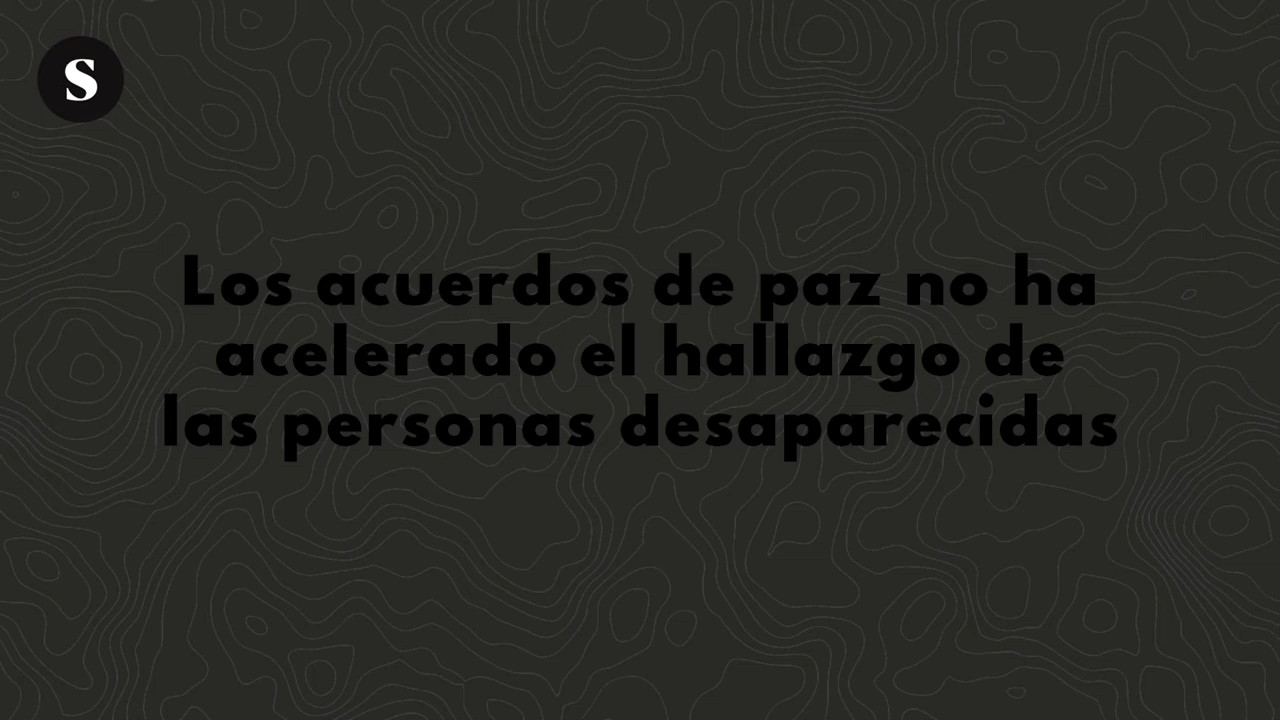 S
Los acuerdos de paz no ha
acelerado el hallazgo de
las personas desaparecidas